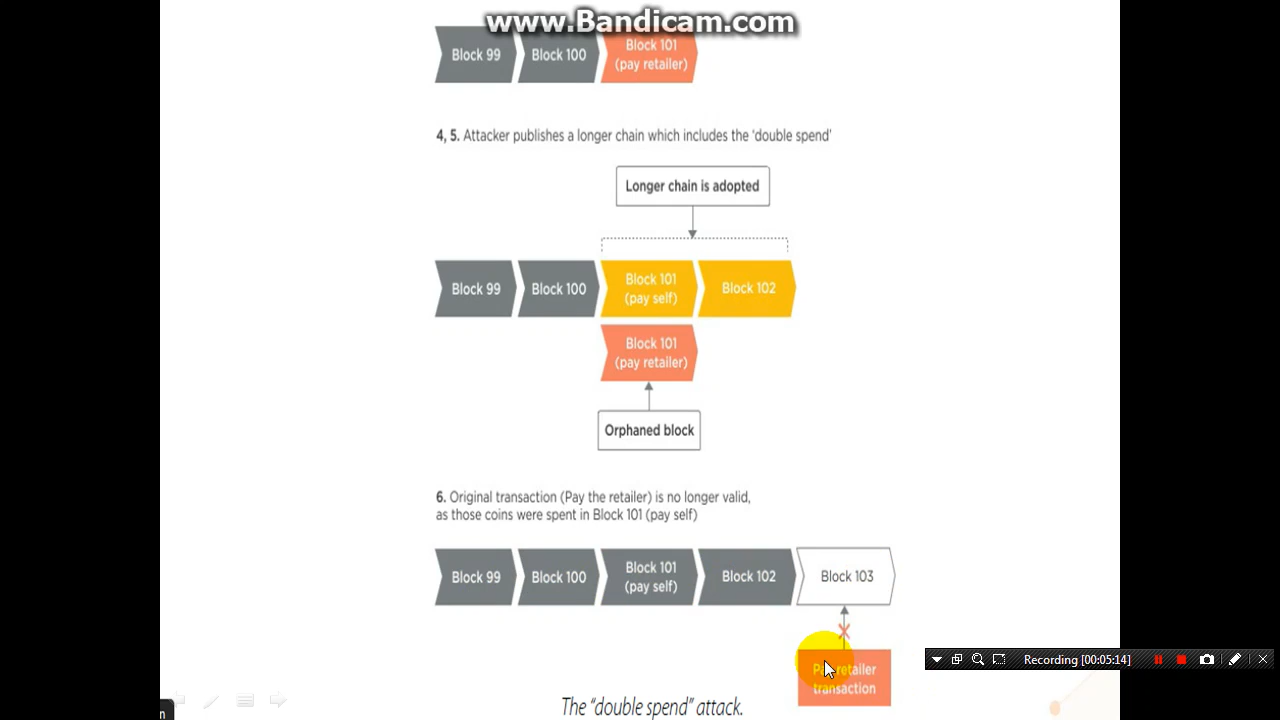 www.Bandicam.com
Block 99
Block 100
Block 101
(pay retailer)
4, 5. Attacker publishes a longer chain which includes the 'double spend'
Longer chain is adopted
Block 99
Block 100
Block 101
(pay self)
Block 102
Block 101
(pay retailer)
Orphaned block
6. Original transaction (Pay the retailer) is no longer valid,
as those coins were spent in Block 101 (pay self)
Block 99
Block 100
Block 101
(pay self)
Block 102
Block 103
retailer
transaction
Recording [00:05:14]
The "double spend" attack.